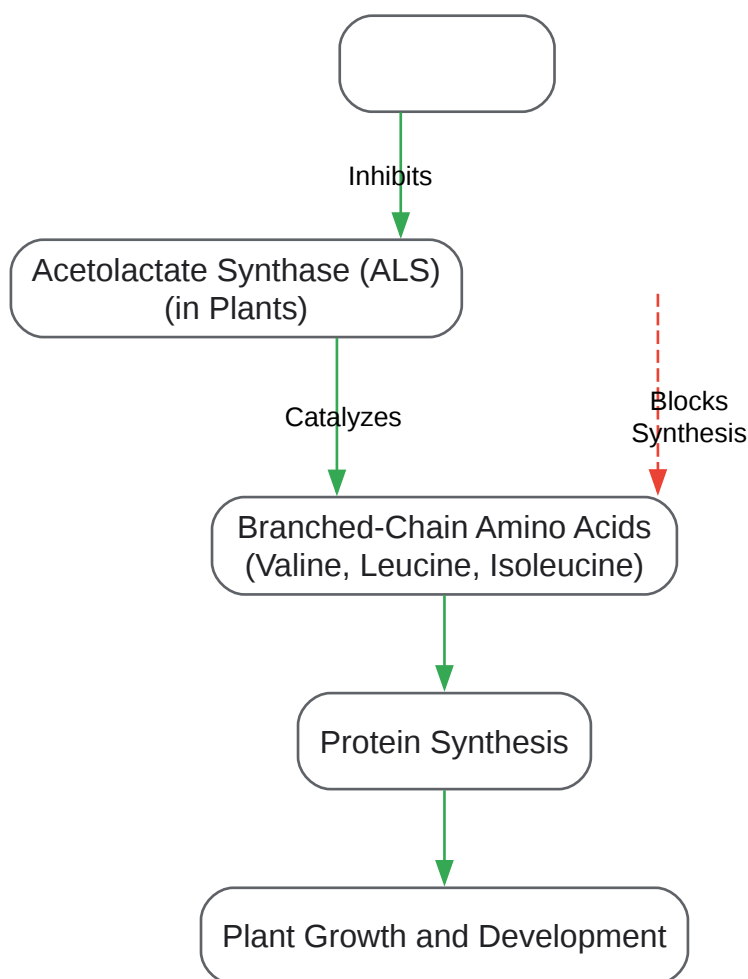 Inhibits
Acetolactate Synthase (ALS)
(in Plants)
Catalyzes
Blocks
Synthesis
Branched-Chain Amino Acids
(Valine, Leucine, Isoleucine)
Protein Synthesis
Plant Growth and Development